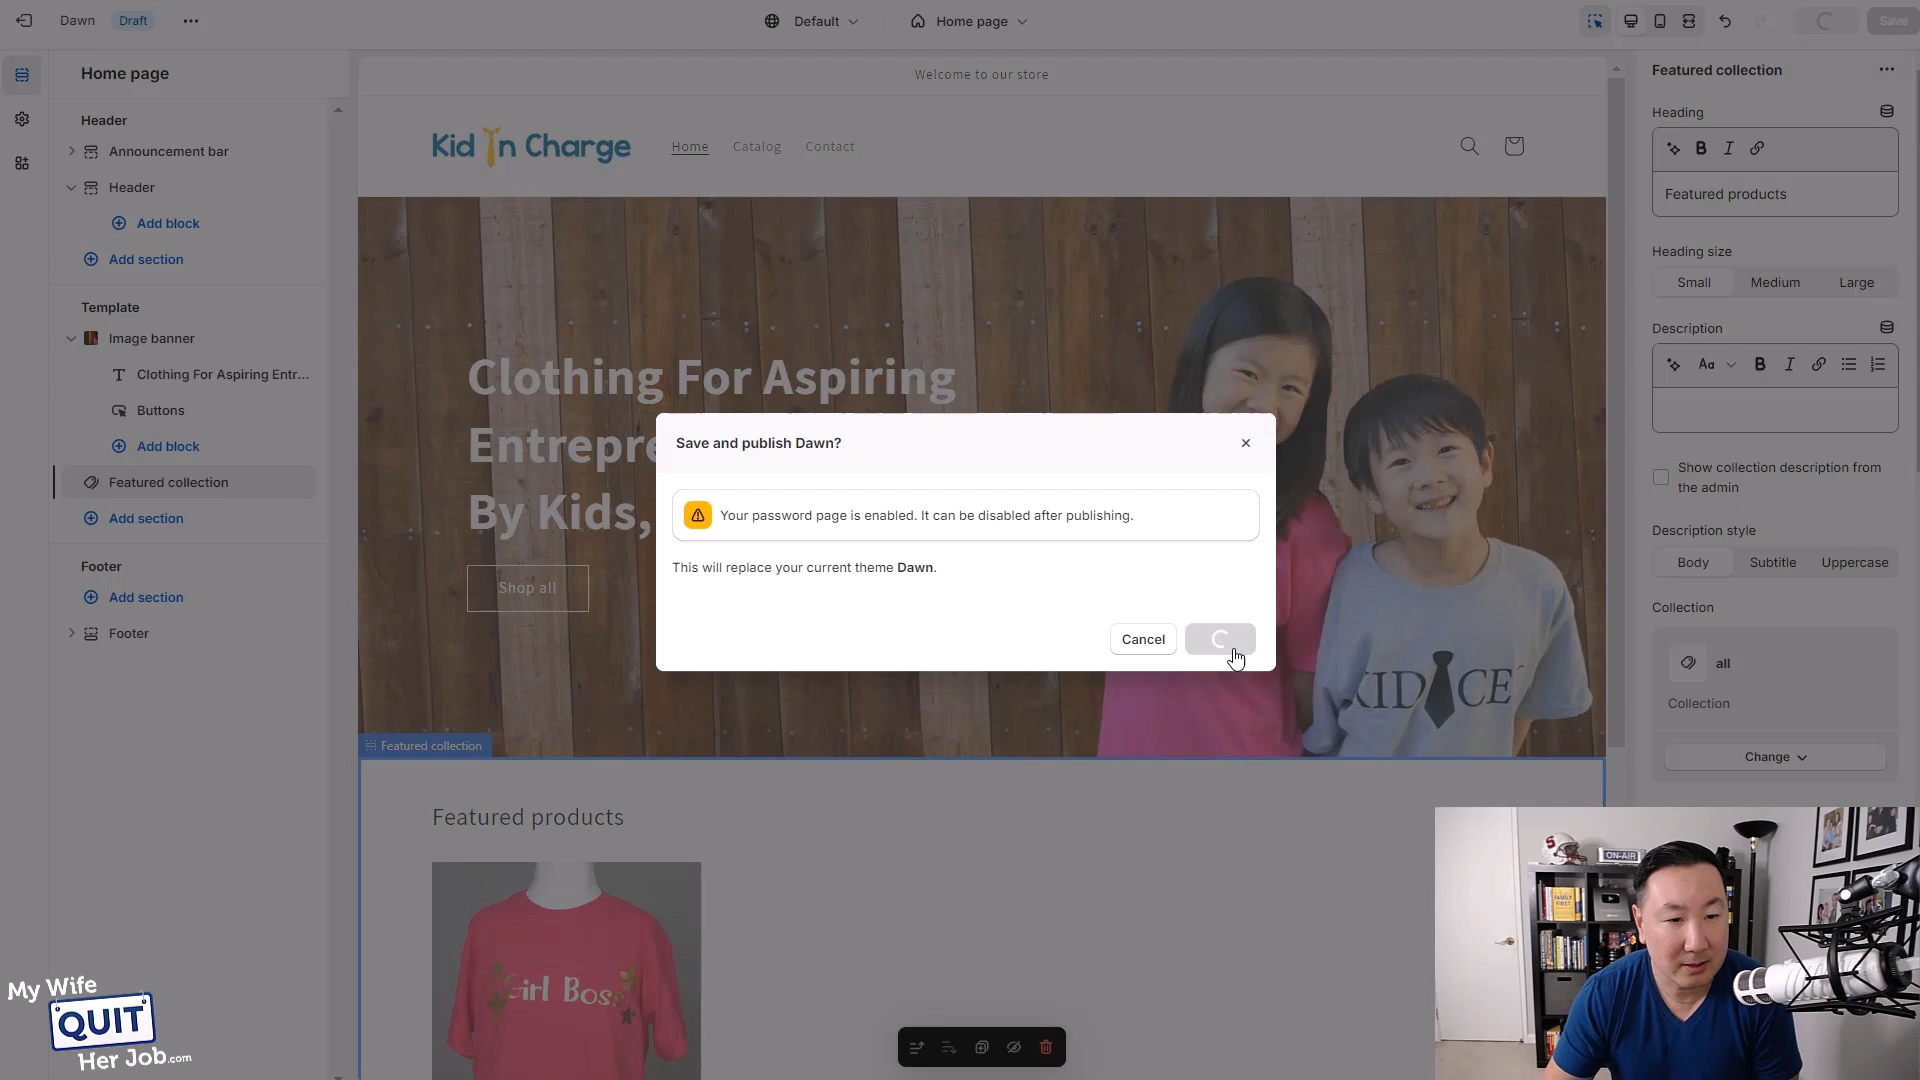 Dawn
Draft
Default
Home page
Save
Home page
Header
Announcement bar
Header
Add block
Add section
Template
Image banner
Clothing For Aspiring Entr...
Buttons
Add block
Featured collection
Add section
Footer
Add section
Footer
Welcome to our store
Kid In Charge
Home
Catalog
Contact
Clothing For Aspiring
Entrepre
By Kids,
Shop all
Save and publish Dawn?
Your password page is enabled. It can be disabled after publishing.
This will replace your current theme Dawn.
Cancel
Featured collection
Featured products
Girl Boss
Featured collection
Heading
B I
Featured products
Heading size
Small
Medium
Large
Description
Aa
B I
Show collection description from
the admin
Description style
Body
Subtitle
Uppercase
Collection
all
Collection
Change
ON-AIR
FAMILY
FIRST
S
My Wife
QUIT
Her Job.com